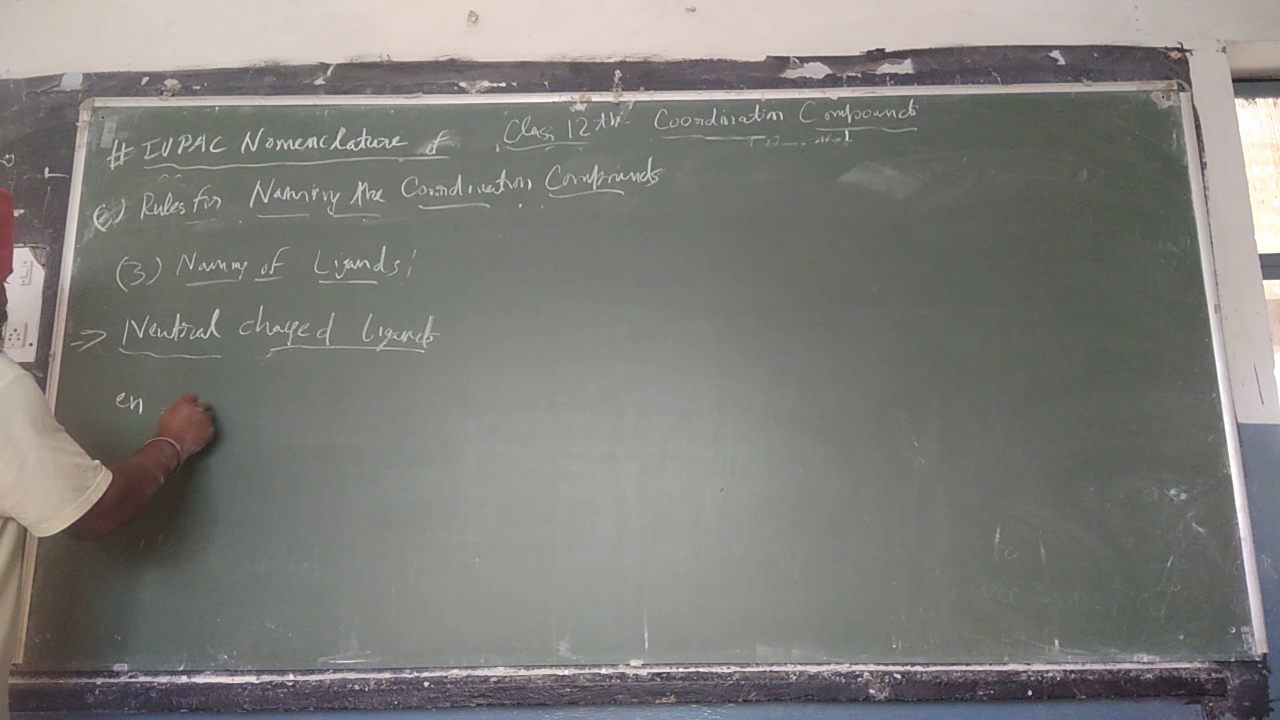 # IUPAC Nomenclature of Class 12th Coordination Compounds
Rules for Naming the Coordination Compounds
(3) Naming of Ligands:
=> Neutral charged Ligands
en